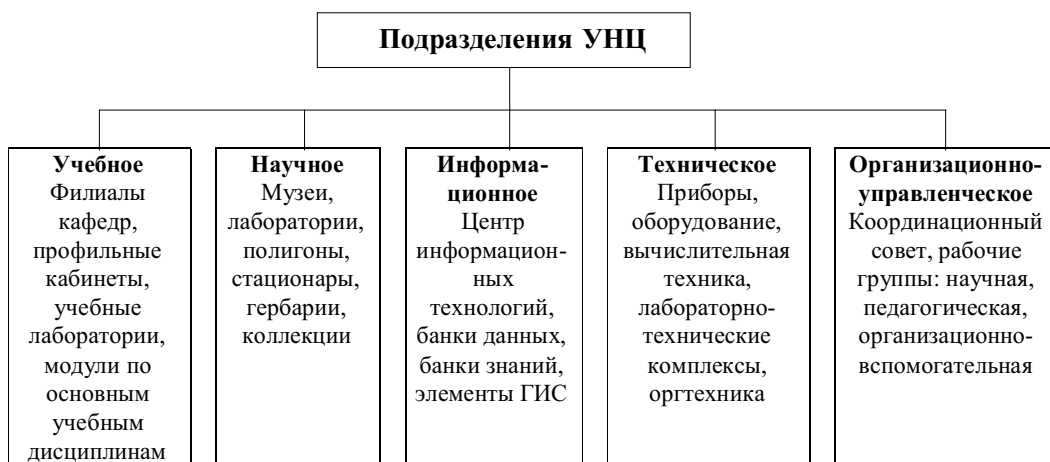 Подразделения УНЦ
Учебное
Филиалы
кафедр,
профильные
кабинеты,
учебные
лаборатории,
модули по
основным
учебным
дисциплинам
Научное
Музеи,
лаборатории,
полигоны,
стационары,
гербарии,
коллекции
Информа-
ционное
Центр
информацион-
ных
технологий,
банки данных,
банки знаний,
элементы ГИС
Техническое
Приборы,
оборудование,
вычислительная
техника,
лабораторно-
технические
комплексы,
оргтехника
Организационно-
управленческое
Координационный
совет, рабочие
группы: научная,
педагогическая,
организационно-
вспомогательная